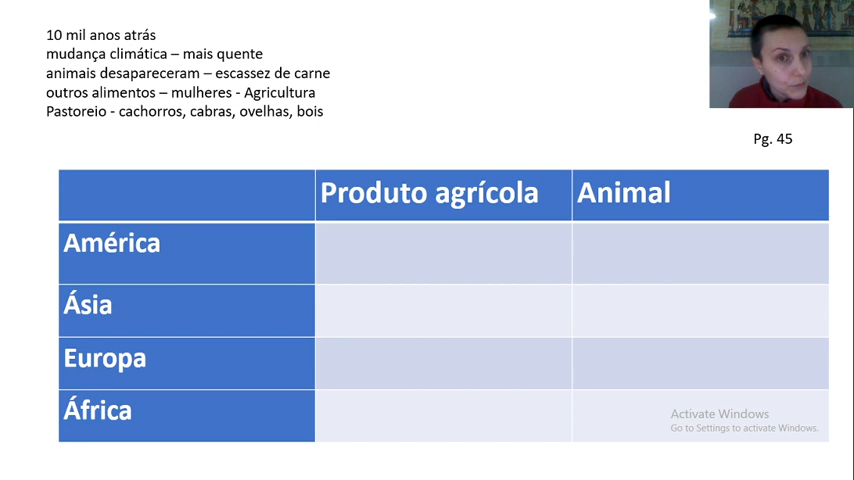 10 mil anos atrás
mudança climática – mais quente
animais desapareceram – escassez de carne
outros alimentos – mulheres - Agricultura
Pastoreio - cachorros, cabras, ovelhas, bois
Pg. 45
Produto agrícola
Animal
América
Ásia
Europa
África
Activate Windows
Go to Settings to activate Windows.